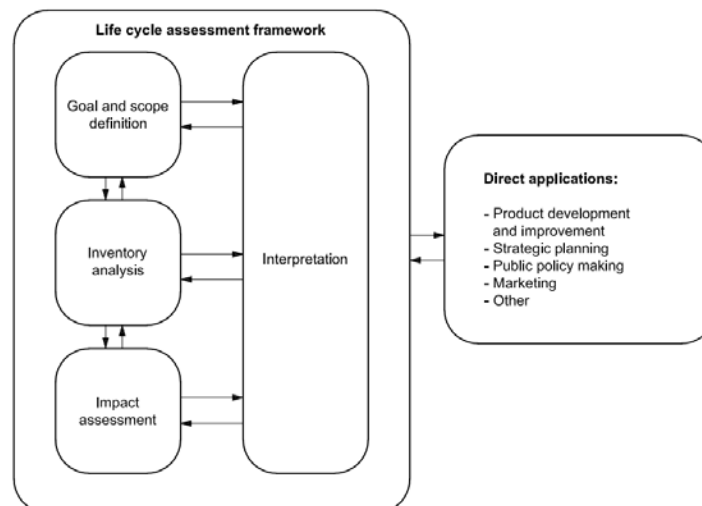 Life cycle assessment framework
Goal and scope
definition
Inventory
analysis
Impact
assessment
Interpretation
Direct applications:
- Product development
and improvement
- Strategic planning
- Public policy making
- Marketing
- Other